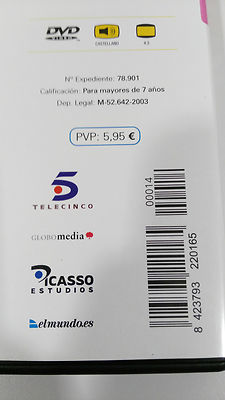 DVD
VIDEO
CASTELLANO
4:3
Nº Expediente: 78.901
Calificación: Para mayores de 7 años
Dep. Legal: M-52.642-2003
PVP: 5,95 €
5
TELECINCO
GLOBOmedia
PICASSO
ESTUDIOS
elmundo.es
00014
8 423793 220165